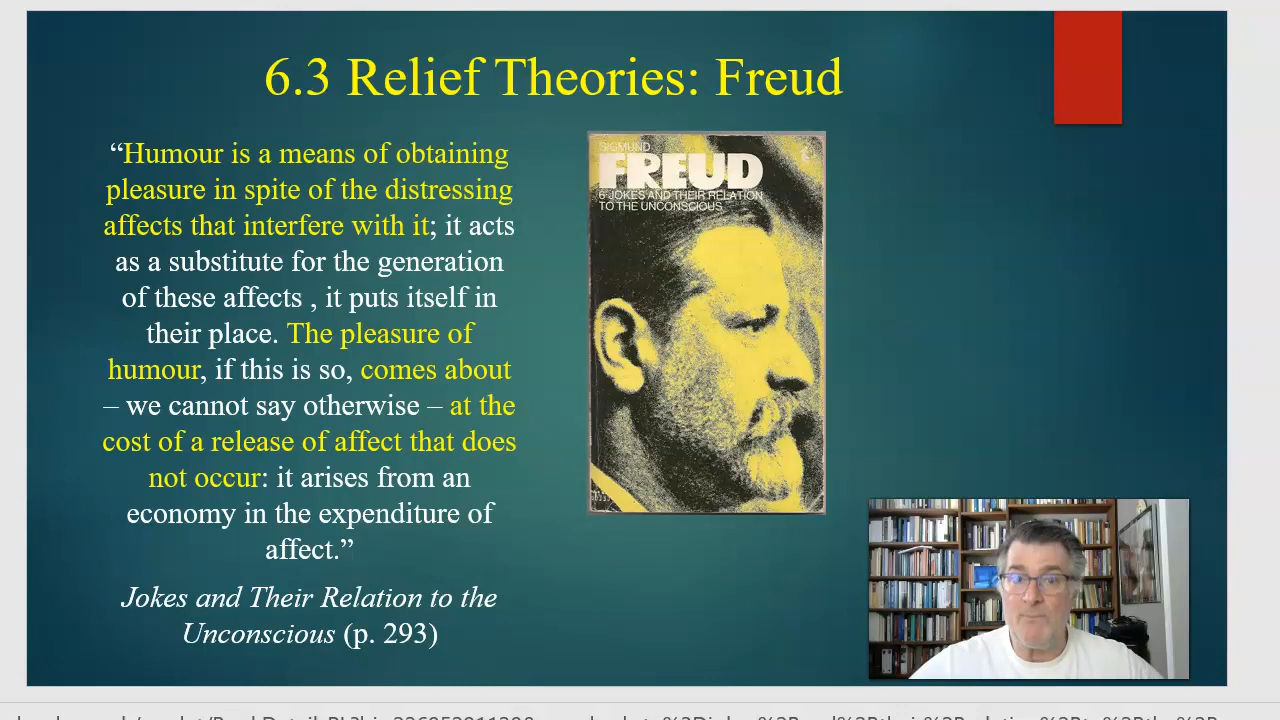 6.3 Relief Theories: Freud
“Humour is a means of obtaining
pleasure in spite of the distressing
affects that interfere with it; it acts
as a substitute for the generation
of these affects , it puts itself in
their place. The pleasure of
humour, if this is so, comes about
– we cannot say otherwise – at the
cost of a release of affect that does
not occur: it arises from an
economy in the expenditure of
affect.”
Jokes and Their Relation to the
Unconscious (p. 293)
SIGMUND
FREUD
6·JOKES AND THEIR RELATION
TO THE UNCONSCIOUS